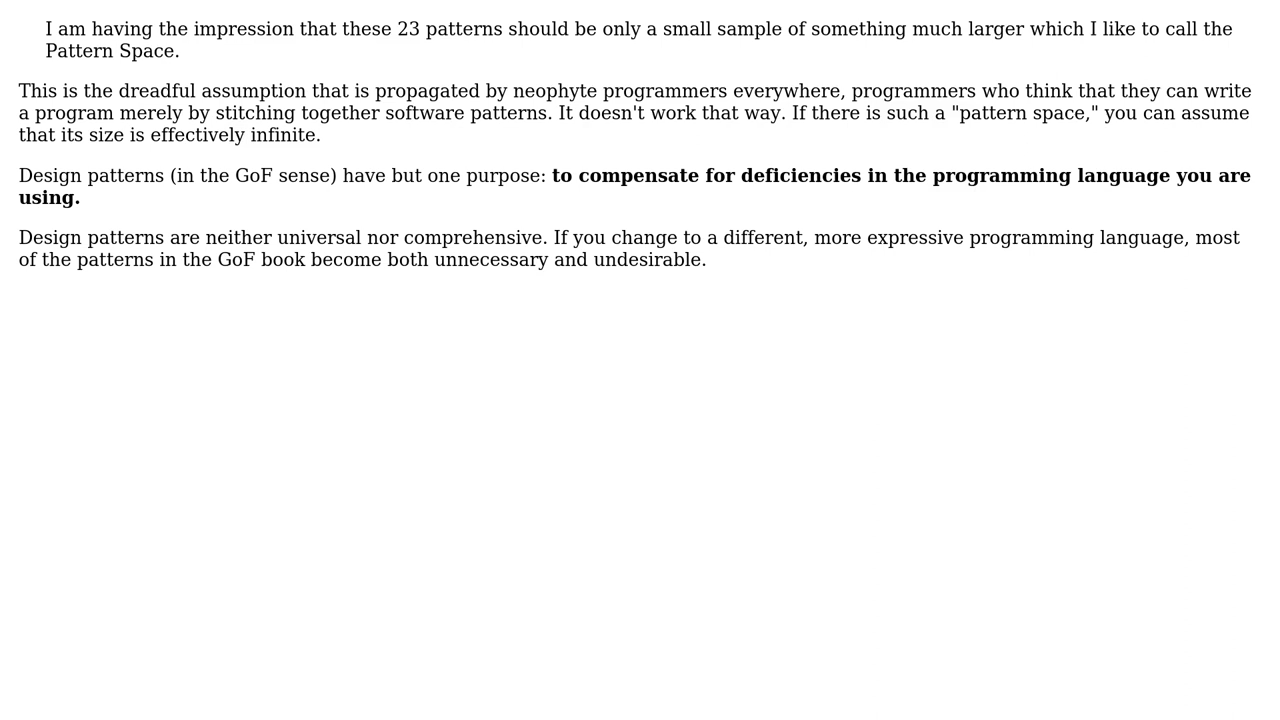 I am having the impression that these 23 patterns should be only a small sample of something much larger which I like to call the
Pattern Space.
This is the dreadful assumption that is propagated by neophyte programmers everywhere, programmers who think that they can write
a program merely by stitching together software patterns. It doesn't work that way. If there is such a "pattern space," you can assume
that its size is effectively infinite.
Design patterns (in the GoF sense) have but one purpose: to compensate for deficiencies in the programming language you are
using.
Design patterns are neither universal nor comprehensive. If you change to a different, more expressive programming language, most
of the patterns in the GoF book become both unnecessary and undesirable.